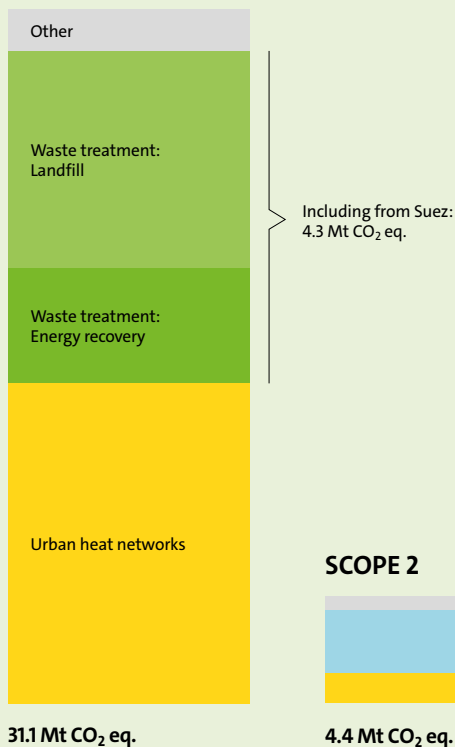 Other
Waste treatment:
Landfill
Including from Suez:
4.3 Mt CO₂ eq.
Waste treatment:
Energy recovery
Urban heat networks
SCOPE 2
31.1 Mt CO₂ eq.
4.4 Mt CO₂ eq.